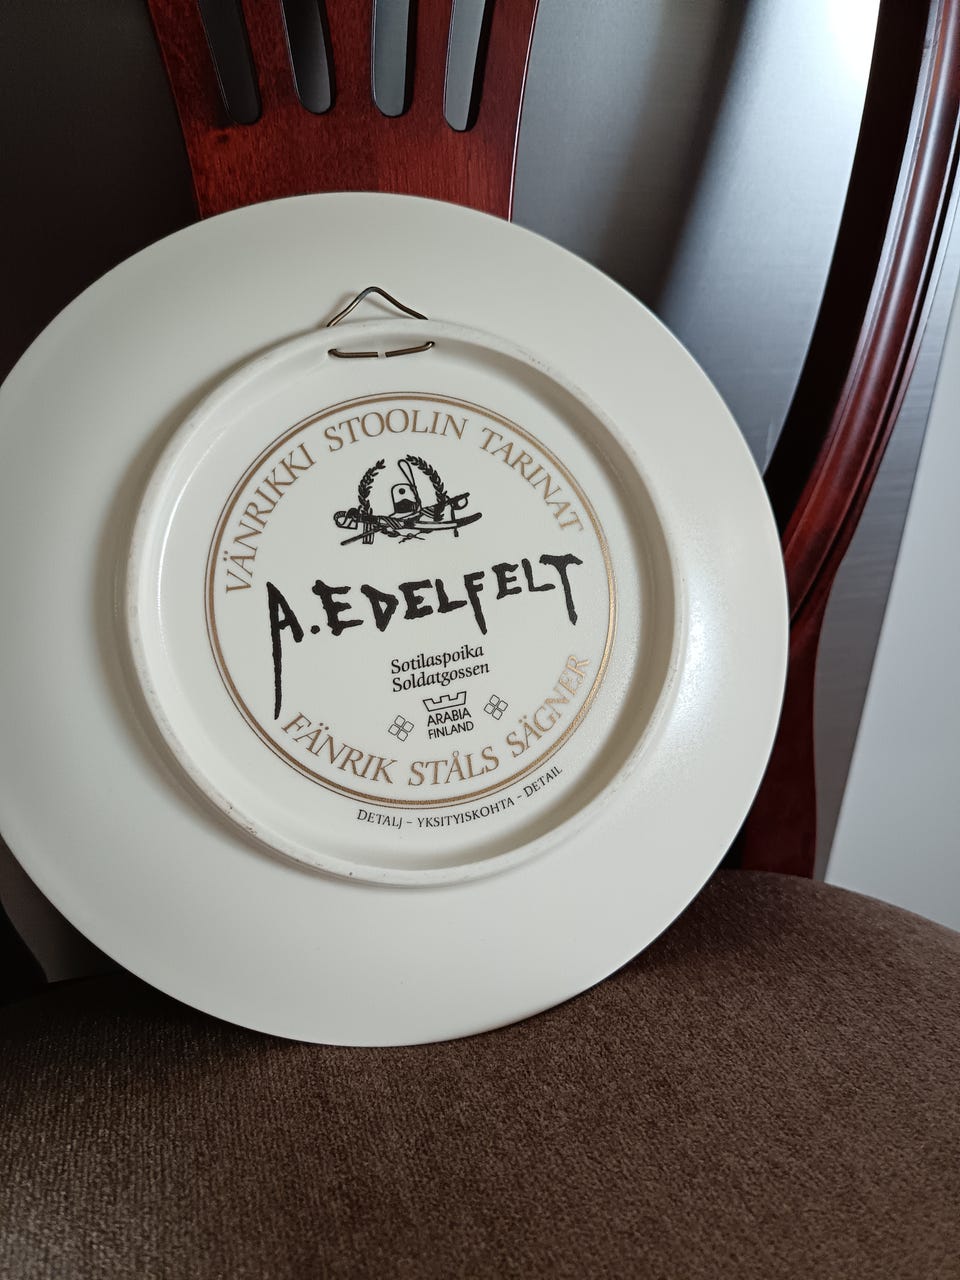 VÄNRIKKI STOOLIN TARINAT
A. EDELFELT
Sotilaspoika
Soldatgossen
ARABIA
FINLAND
FÄNRIK STÅLS SÄGNER
DETALJ – YKSITYISKOHTA – DETAIL